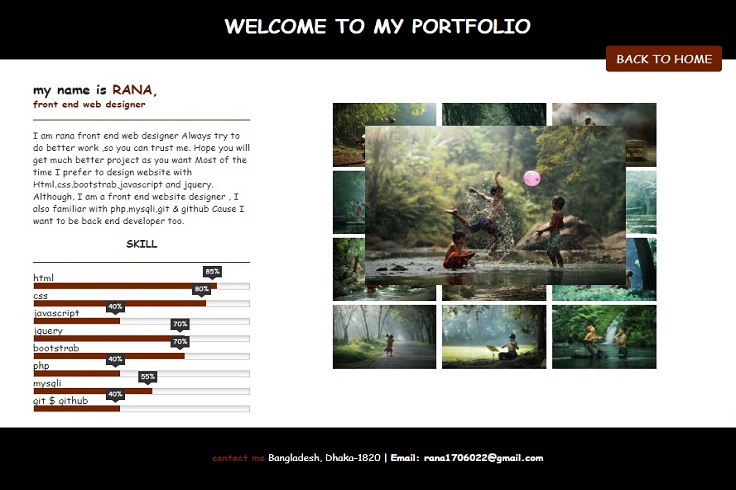 WELCOME TO MY PORTFOLIO
BACK TO HOME
my name is RANA,
front end web designer
I am rana front end web designer Always try to
do better work ,so you can trust me. Hope you will
get much better project as you want Most of the
time I prefer to design website with
Html,css,bootstrab,javascript and jquery.
Although, I am a front end website designer , I
also familiar with php,mysqli,git & github Cause I
want to be back end developer too.
SKILL
85%
html
80%
css
40%
javascript
70%
jquery
70%
bootstrab
40%
php
55%
mysqli
40%
git $ github
contact me Bangladesh, Dhaka-1820 | Email: rana1706022@gmail.com